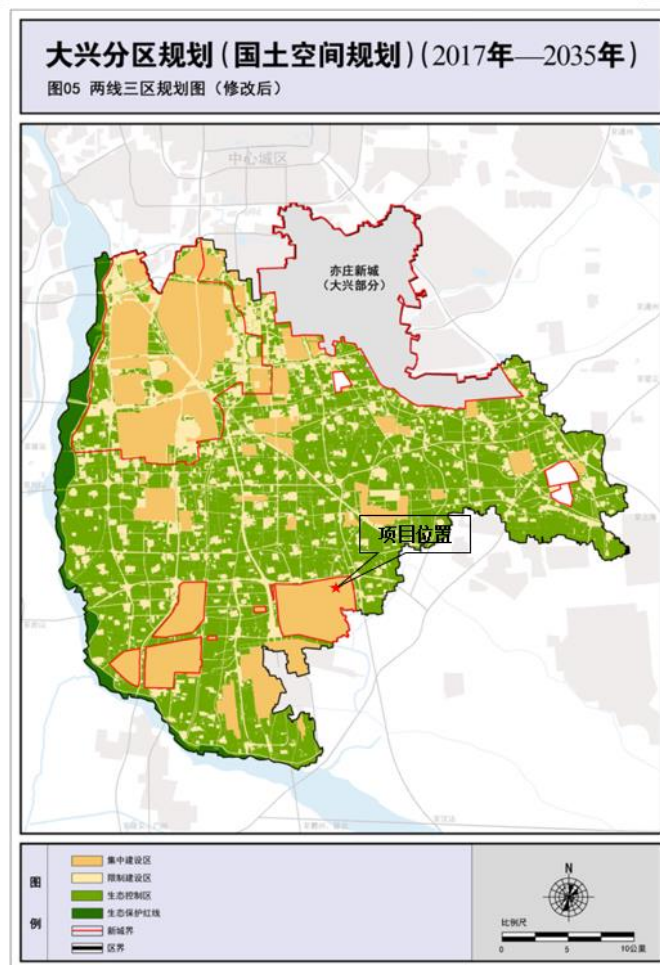 大兴分区规划(国土空间规划)(2017年—2035年)
图05 两线三区规划图（修改后）
中心城区
亦庄新城
(大兴部分)
项目位置
图例
集中建设区
限制建设区
生态控制区
生态保护红线
新城界
区界
N
比例尺
0 5 10公里